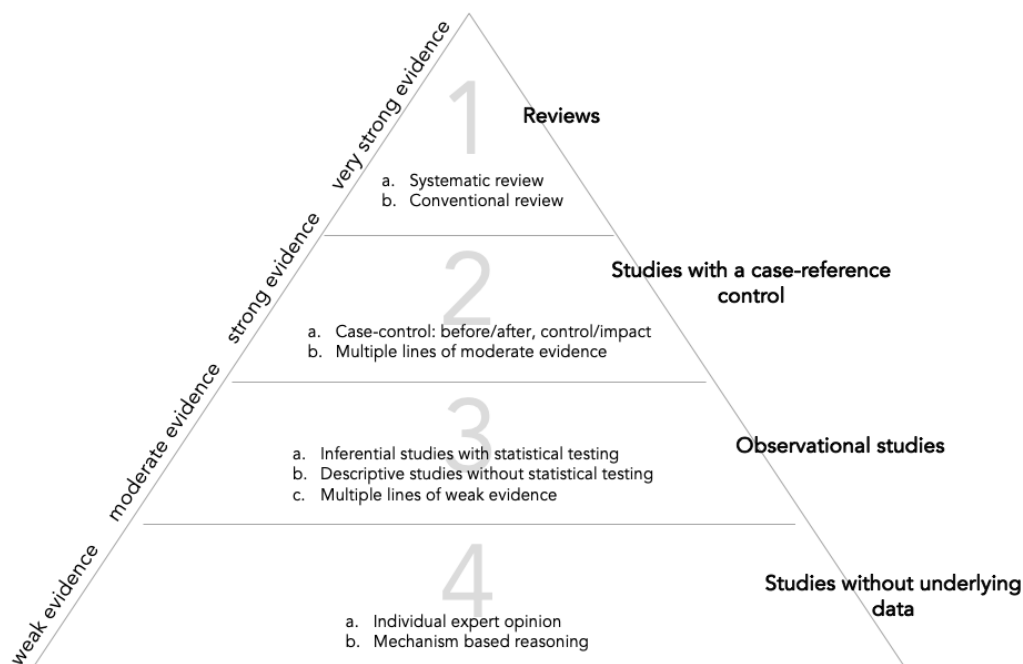 very strong evidence
1
Reviews
a. Systematic review
b. Conventional review
strong evidence
2
Studies with a case-reference
control
a. Case-control: before/after, control/impact
b. Multiple lines of moderate evidence
moderate evidence
3
Observational studies
a. Inferential studies with statistical testing
b. Descriptive studies without statistical testing
c. Multiple lines of weak evidence
weak evidence
4
Studies without underlying
data
a. Individual expert opinion
b. Mechanism based reasoning